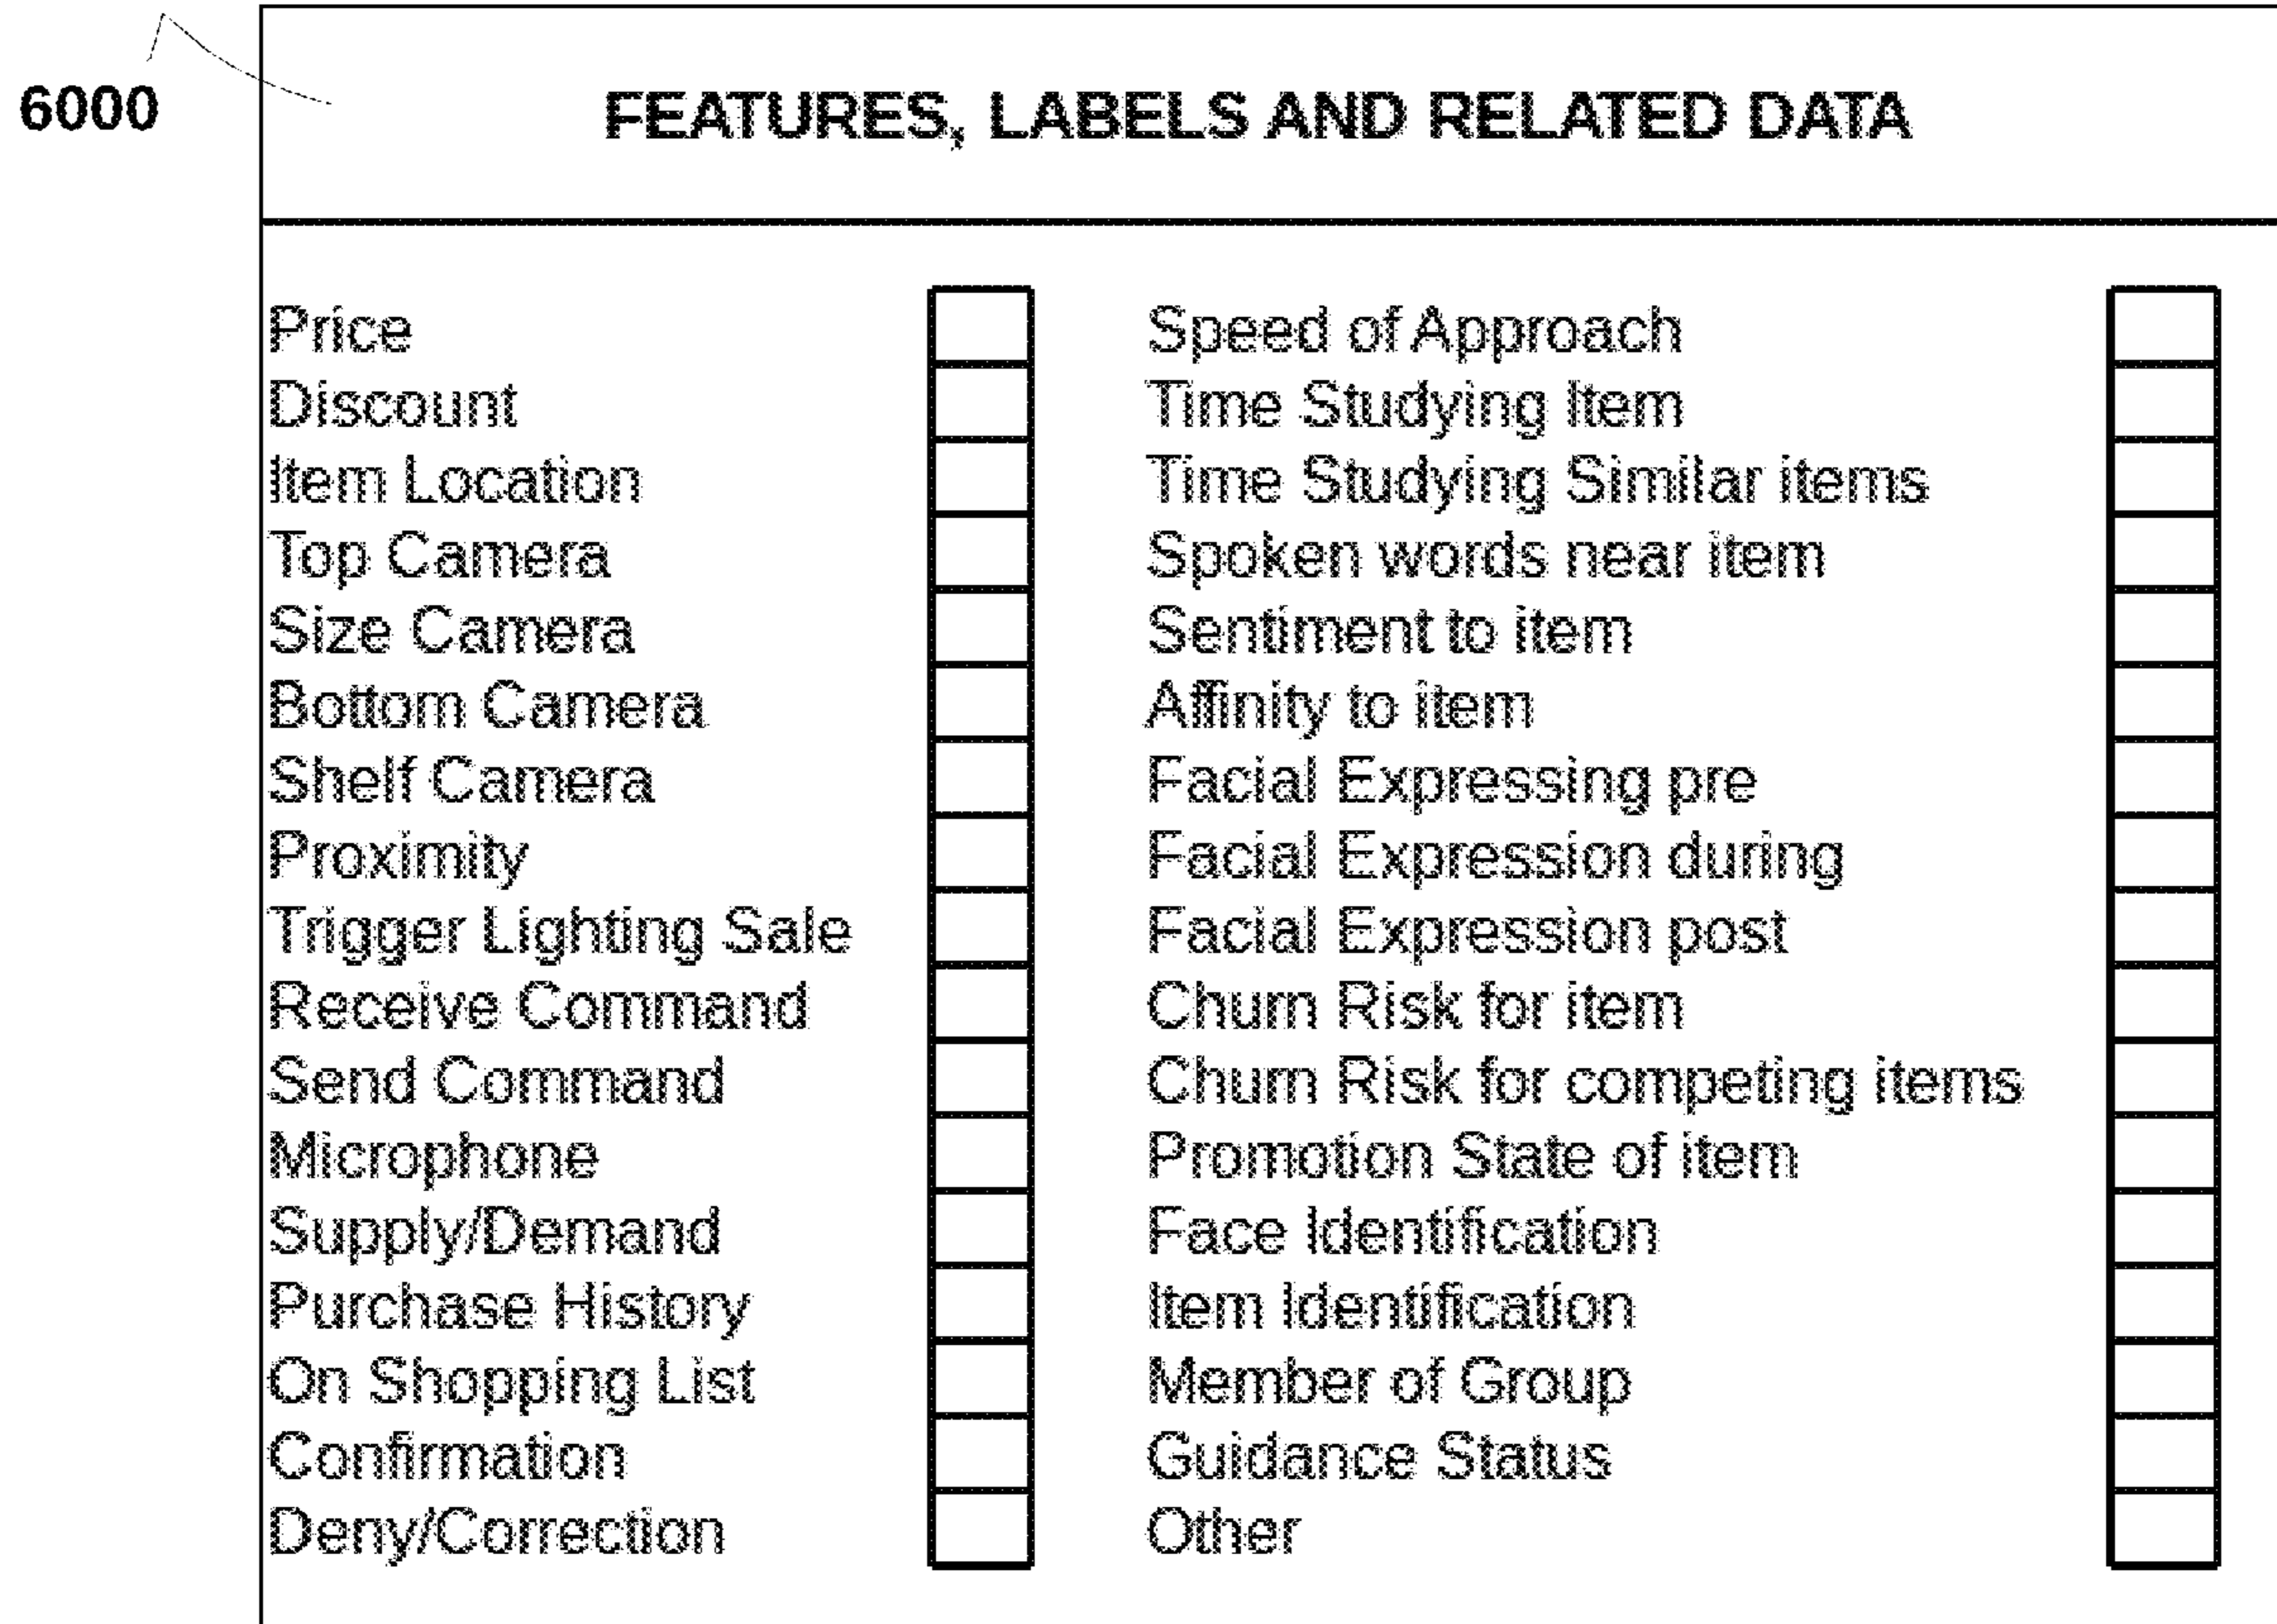 6000
FEATURES, LABELS AND RELATED DATA
Price
Discount
Item Location
Top Camera
Size Camera
Bottom Camera
Shelf Camera
Proximity
Trigger Lighting Sale
Receive Command
Send Command
Microphone
Supply/Demand
Purchase History
On Shopping List
Confirmation
Deny/Correction
Speed of Approach
Time Studying Item
Time Studying Similar items
Spoken words near item
Sentiment to item
Affinity to item
Facial Expressing pre
Facial Expression during
Facial Expression post
Churn Risk for item
Churn Risk for competing items
Promotion State of item
Face Identification
Item Identification
Member of Group
Guidance Status
Other